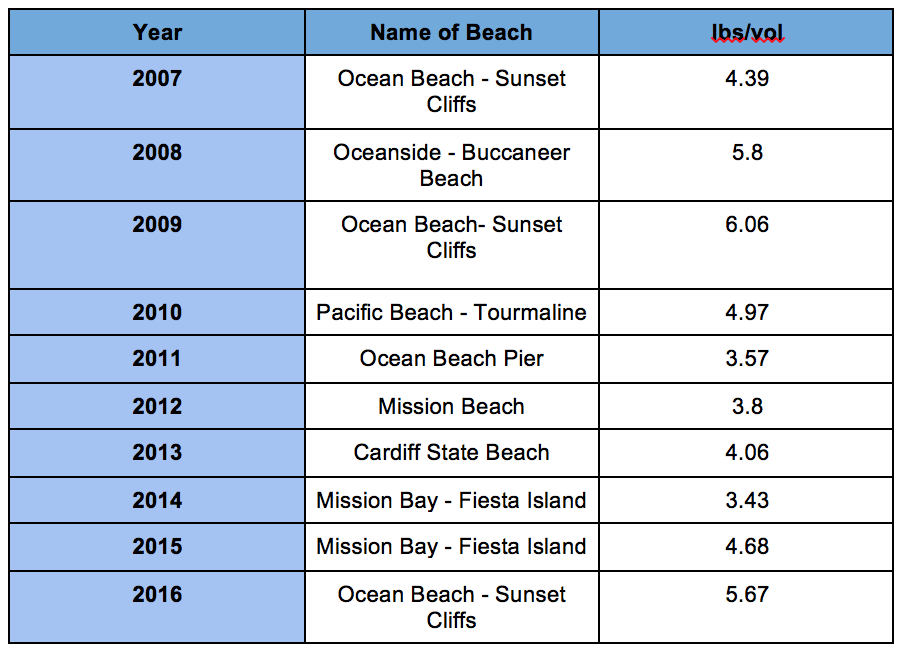 Year Name of Beach lbs/vol
2007 Ocean Beach - Sunset 4.39
Cliffs
2008 Oceanside - Buccaneer 5.8
Beach
2009 Ocean Beach- Sunset 6.06
Cliffs
2010 Pacific Beach - Tourmaline 4.97
2011 Ocean Beach Pier 3.57
2012 Mission Beach 3.8
2013 Cardiff State Beach 4.06
2014 Mission Bay - Fiesta Island 3.43
2015 Mission Bay - Fiesta Island 4.68
2016 Ocean Beach - Sunset 5.67
Cliffs